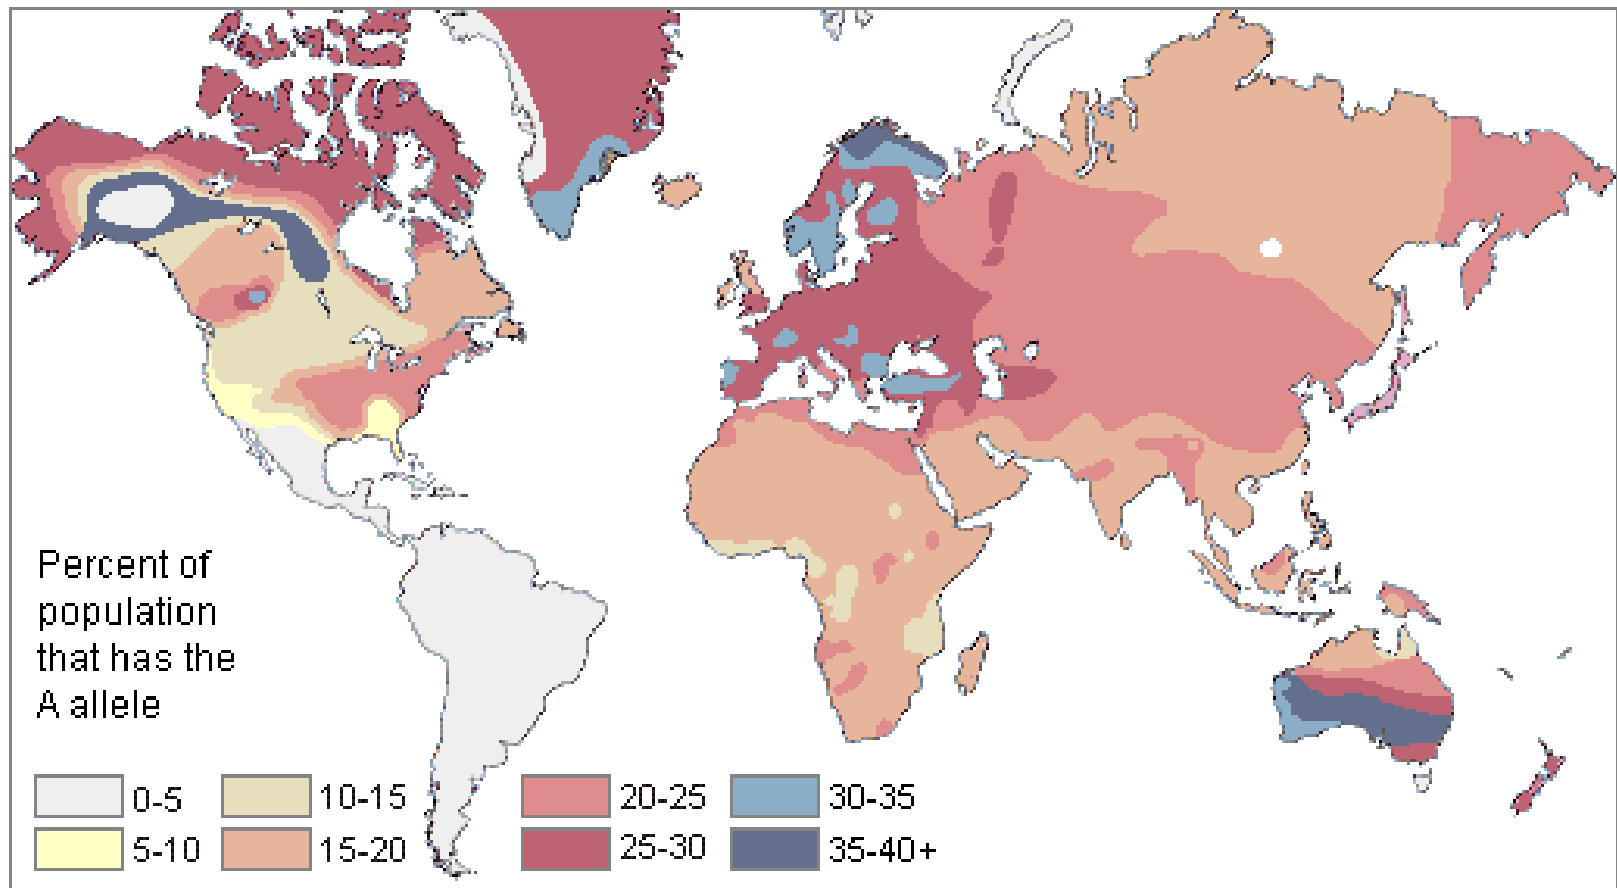 Percent of
population
that has the
A allele
0-5
10-15
20-25
30-35
5-10
15-20
25-30
35-40+